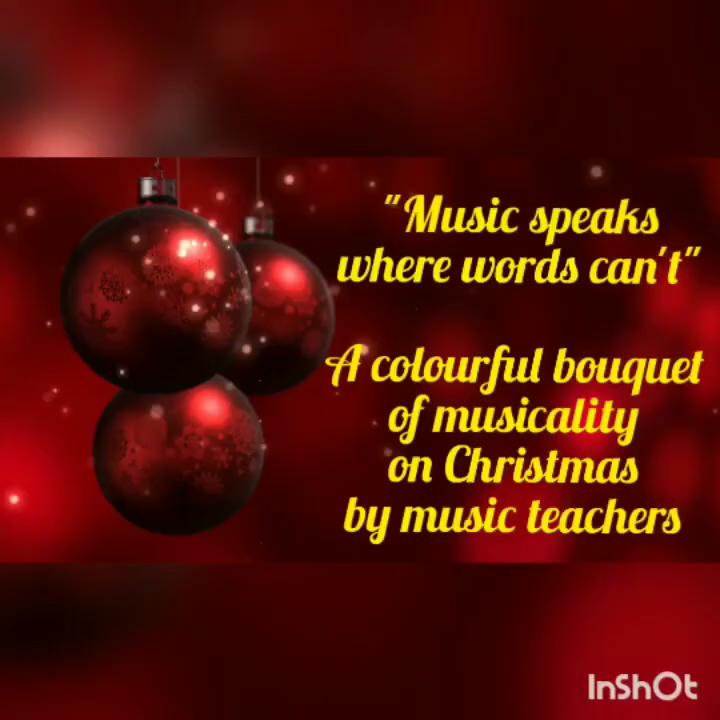 "Music speaks
where words can't"
A colourful bouquet
of musicality
on Christmas
by music teachers
InShOt